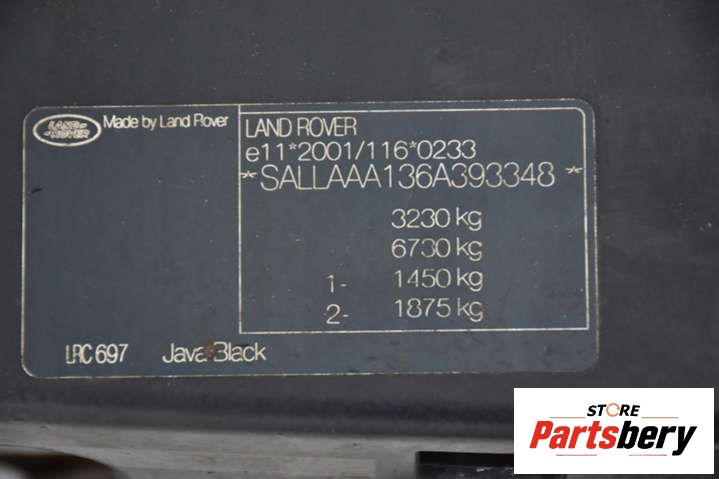 LAND-
-ROVER
Made by Land Rover
LAND ROVER
e11*2001/116*0233
*SALLAAA136A393348*
3230 kg
6730 kg
1- 1450 kg
2- 1875 kg
LRC 697 Java Black
STORE
Partsbery